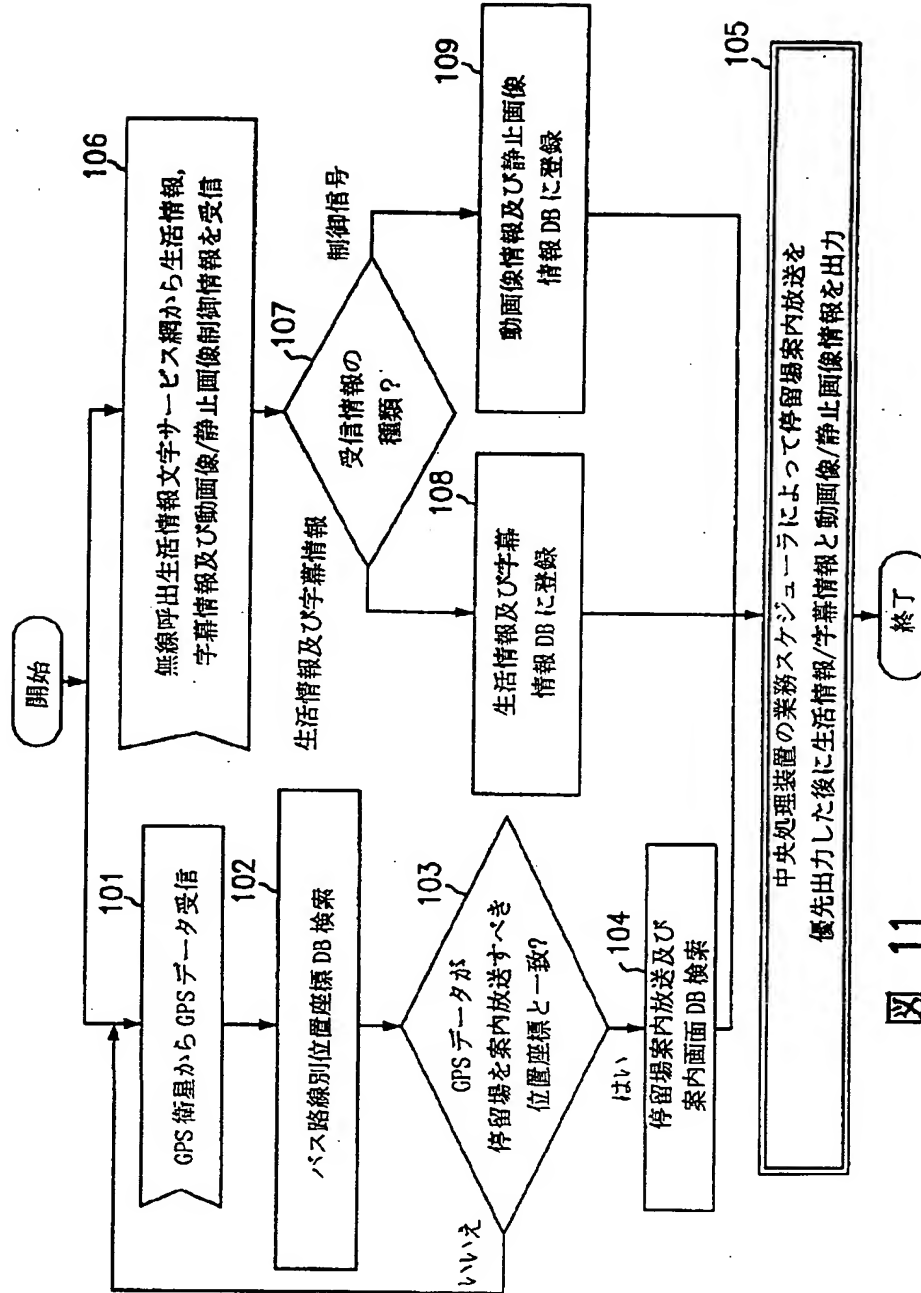 開始
101
GPS衛星からGPSデータ受信
102
バス路線別位置座標DB検索
103
GPSデータが
停留場を案内放送すべき
位置座標と一致?
いいえ
はい
104
停留場案内放送及び
案内画面DB検索
106
無線呼出生活情報文字サービス網から生活情報,
字幕情報及び動画像/静止画像制御情報を受信
107
受信情報の
種類?
生活情報及び字幕情報
制御信号
108
生活情報及び字幕
情報DBに登録
109
動画像情報及び静止画像
情報DBに登録
105
中央処理装置の業務スケジューラによって停留場案内放送を
優先出力した後に生活情報/字幕情報と動画像/静止画像情報を出力
終了
図 11